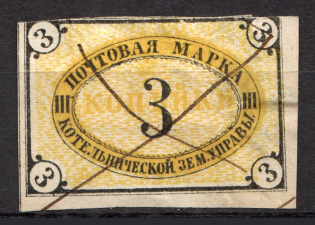 3 3
ПОЧТОВАЯ МАРКА
КОПѢЙКИ
3
КОТЕЛЬНИЧЕСКОЙ ЗЕМ. УПРАВЫ.
3 3